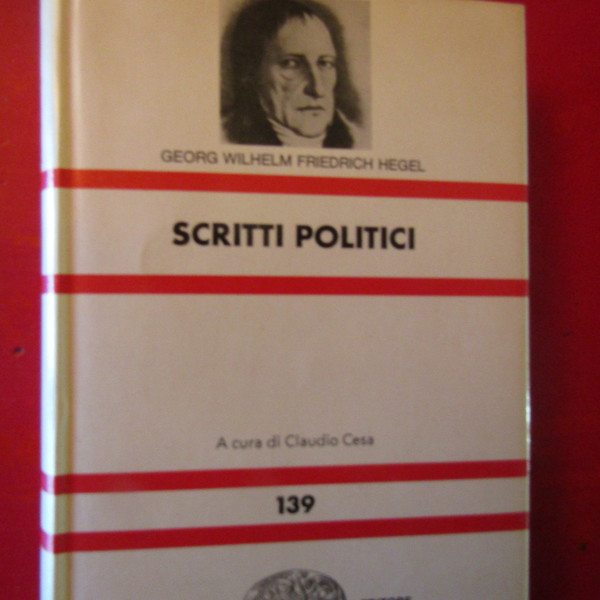 GEORG WILHELM FRIEDRICH HEGEL
SCRITTI POLITICI
A cura di Claudio Cesa
139